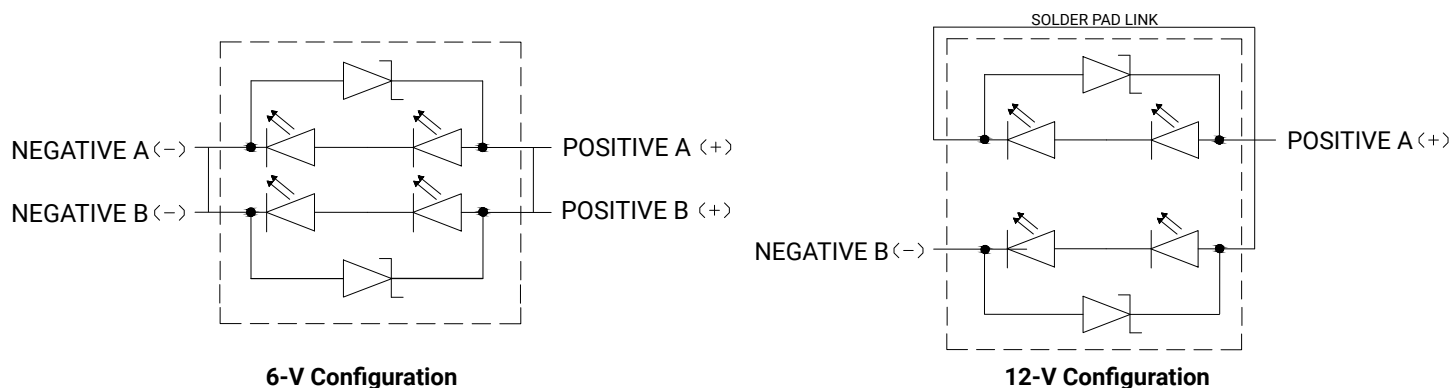 SOLDER PAD LINK
NEGATIVE A (-)
POSITIVE A (+)
NEGATIVE B (-)
POSITIVE B (+)
6-V Configuration
POSITIVE A (+)
NEGATIVE B (-)
12-V Configuration